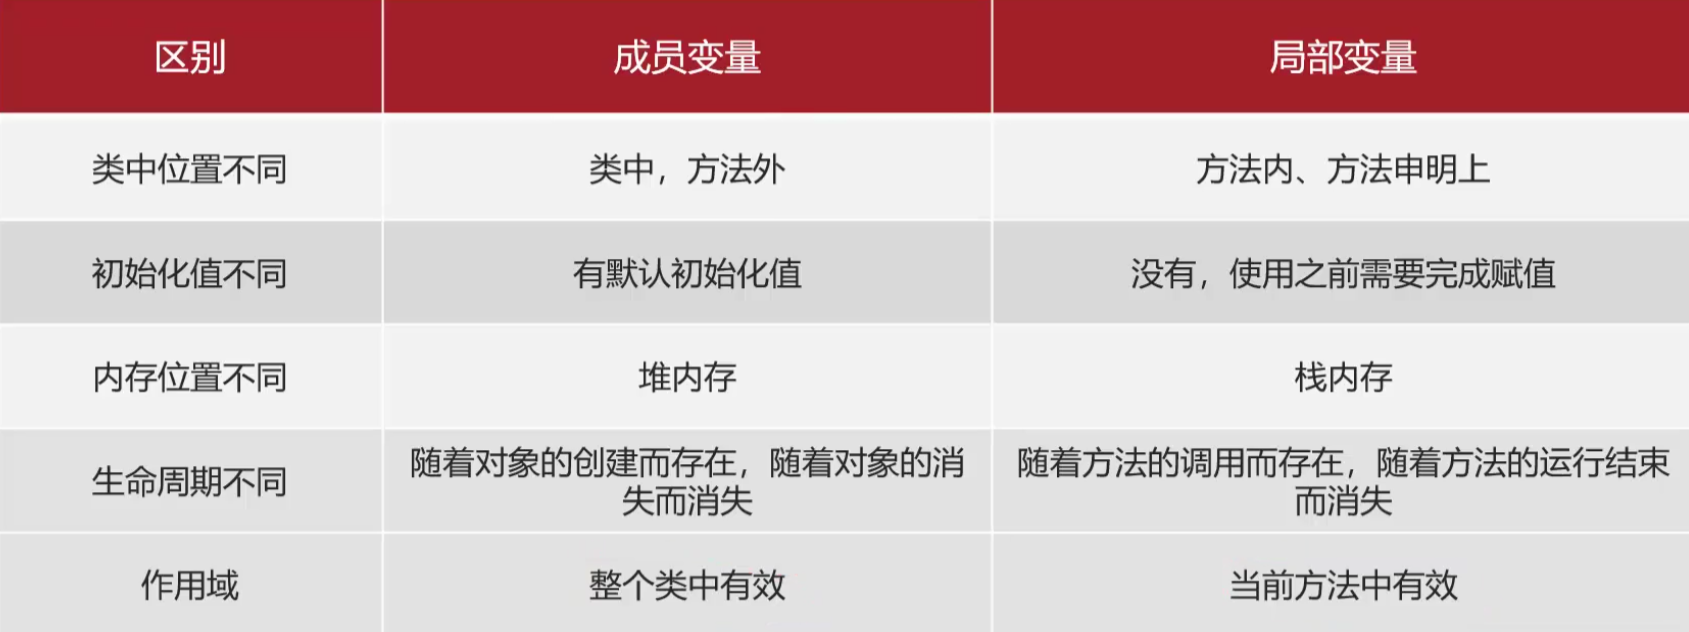 区别
成员变量
局部变量
类中位置不同
类中，方法外
方法内、方法申明上
初始化值不同
有默认初始化值
没有，使用之前需要完成赋值
内存位置不同
堆内存
栈内存
生命周期不同
随着对象的创建而存在，随着对象的消
失而消失
随着方法的调用而存在，随着方法的运行结束
而消失
作用域
整个类中有效
当前方法中有效